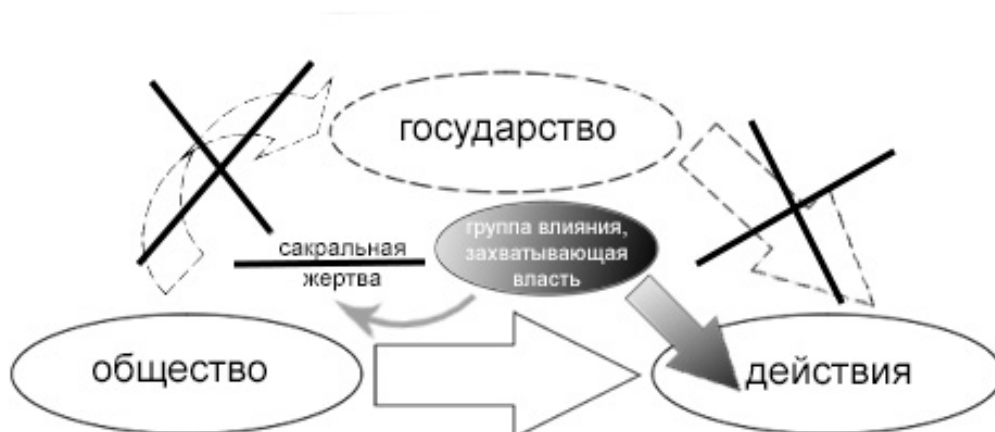 государство
группа влияния,
захватывающая
власть
сакральная
жертва
общество
действия